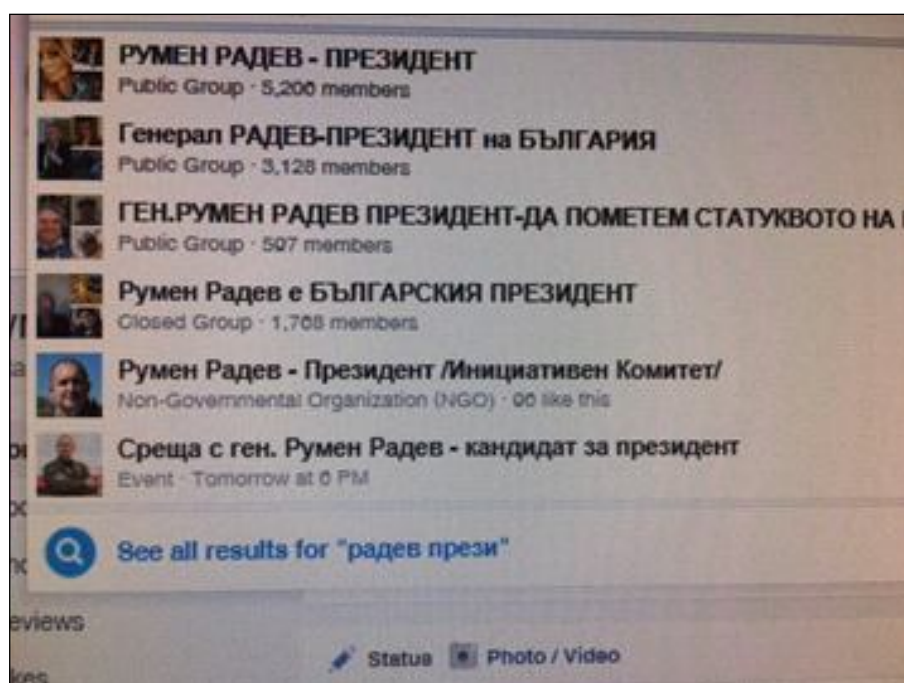 РУМЕН РАДЕВ - ПРЕЗИДЕНТ
Public Group · 5,200 members
Генерал РАДЕВ-ПРЕЗИДЕНТ на БЪЛГАРИЯ
Public Group · 3,128 members
ГЕН.РУМЕН РАДЕВ ПРЕЗИДЕНТ-ДА ПОМЕТЕМ СТАТУКВОТО НА
Public Group · 507 members
Румен Радев е БЪЛГАРСКИЯ ПРЕЗИДЕНТ
Closed Group · 1,768 members
Румен Радев - Президент /Инициативен Комитет/
Non-Governmental Organization (NGO) · like this
Среща с ген. Румен Радев - кандидат за президент
Event · Tomorrow at 6 PM
See all results for "радев прези"
eviews
Status Photo / Video
kes